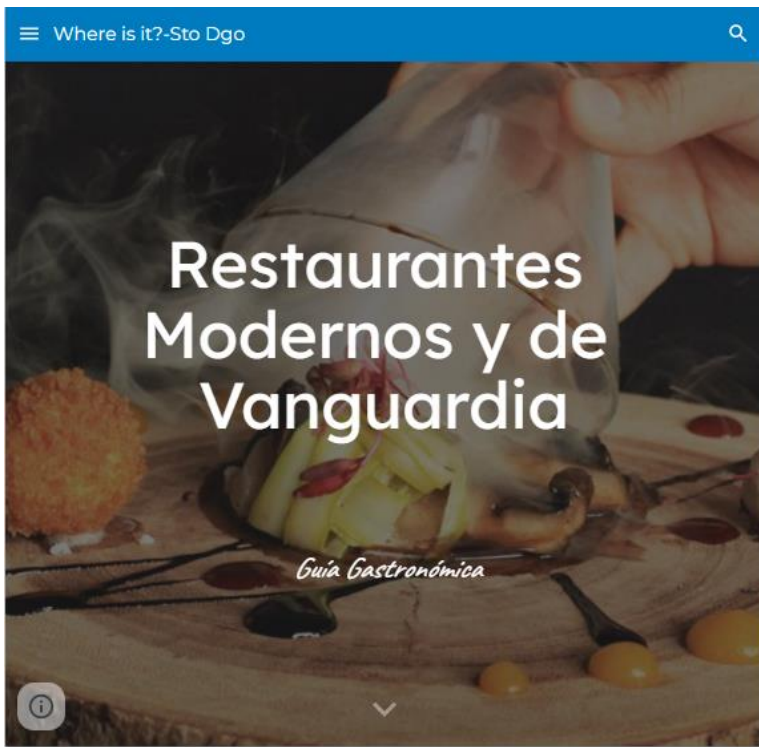 Where is it?-Sto Dgo
Restaurantes
Modernos y de
Vanguardia
Guía Gastronómica